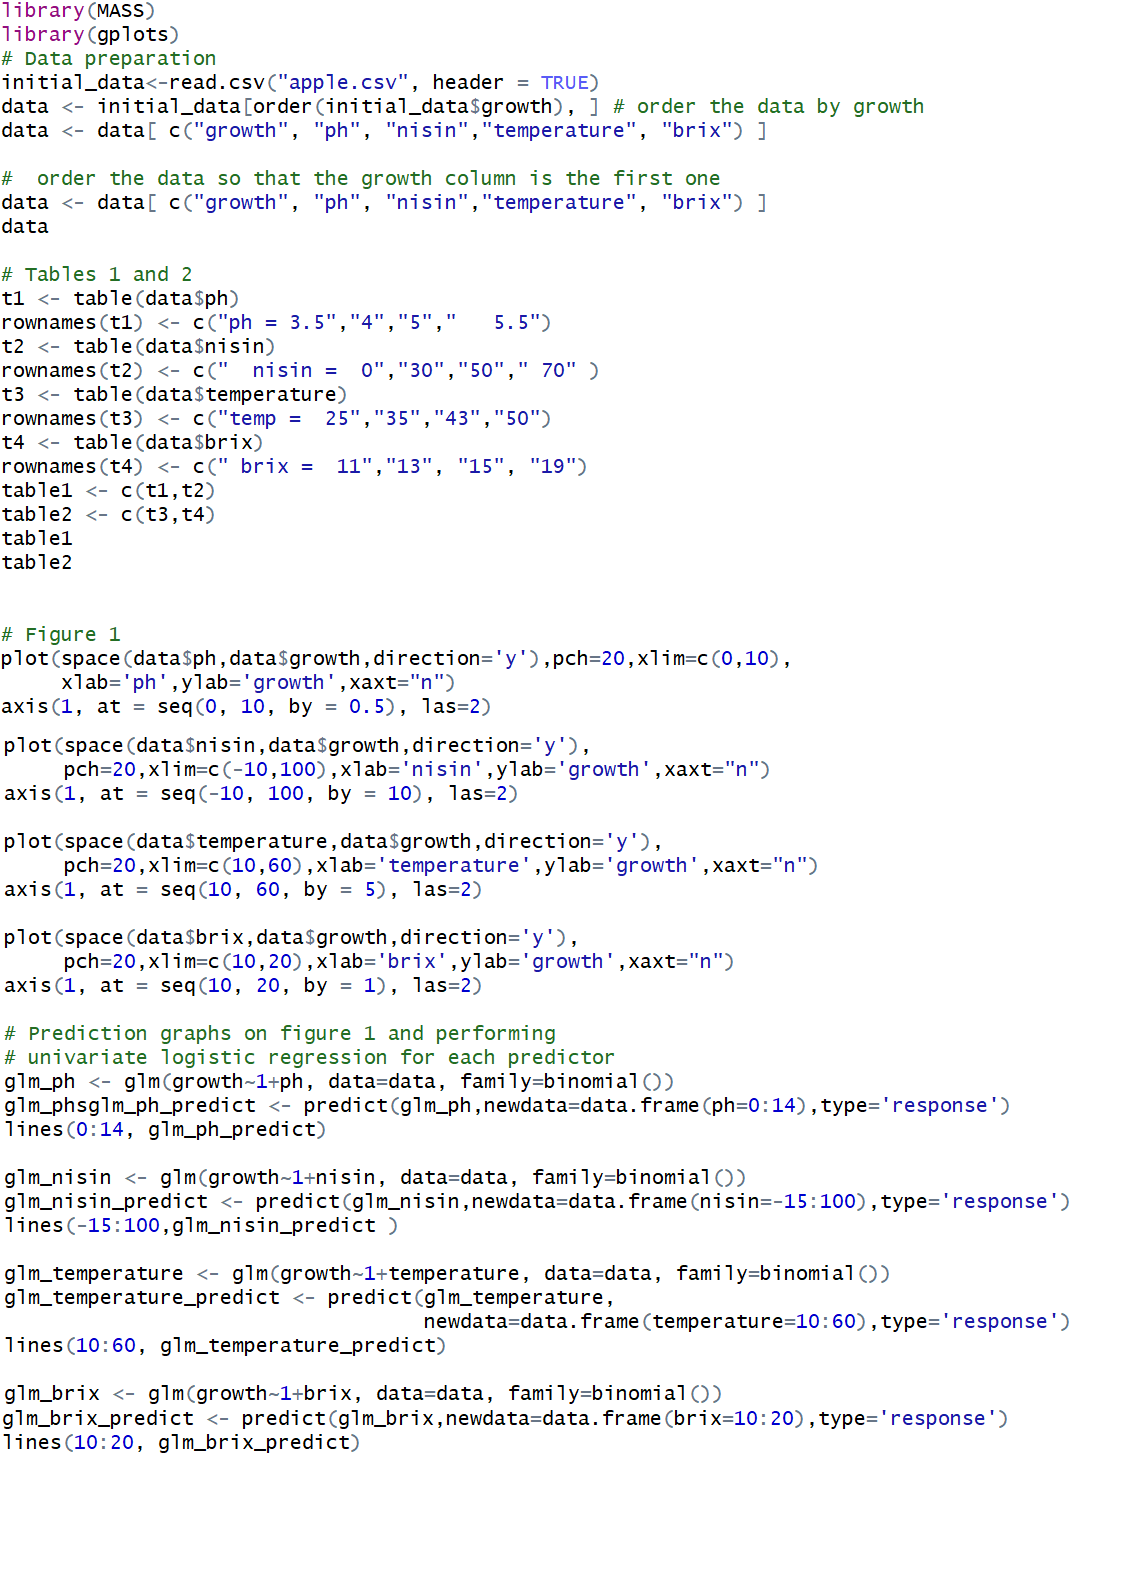 library(MASS)
library(gplots)
# Data preparation
initial_data<-read.csv("apple.csv", header = TRUE)
data <- initial_data[order(initial_data$growth), ] # order the data by growth
data <- data[ c("growth", "ph", "nisin","temperature", "brix") ]

#  order the data so that the growth column is the first one
data <- data[ c("growth", "ph", "nisin","temperature", "brix") ]
data

# Tables 1 and 2
t1 <- table(data$ph)
rownames(t1) <- c("ph = 3.5","4","5","   5.5")
t2 <- table(data$nisin)
rownames(t2) <- c("  nisin =  0","30","50"," 70" )
t3 <- table(data$temperature)
rownames(t3) <- c("temp =  25","35","43","50")
t4 <- table(data$brix)
rownames(t4) <- c(" brix =  11","13", "15", "19")
table1 <- c(t1,t2)
table2 <- c(t3,t4)
table1
table2

# Figure 1
plot(space(data$ph,data$growth,direction='y'),pch=20,xlim=c(0,10),
     xlab='ph',ylab='growth',xaxt="n")
axis(1, at = seq(0, 10, by = 0.5), las=2)
plot(space(data$nisin,data$growth,direction='y'),
     pch=20,xlim=c(-10,100),xlab='nisin',ylab='growth',xaxt="n")
axis(1, at = seq(-10, 100, by = 10), las=2)

plot(space(data$temperature,data$growth,direction='y'),
     pch=20,xlim=c(10,60),xlab='temperature',ylab='growth',xaxt="n")
axis(1, at = seq(10, 60, by = 5), las=2)

plot(space(data$brix,data$growth,direction='y'),
     pch=20,xlim=c(10,20),xlab='brix',ylab='growth',xaxt="n")
axis(1, at = seq(10, 20, by = 1), las=2)

# Prediction graphs on figure 1 and performing
# univariate logistic regression for each predictor
glm_ph <- glm(growth~1+ph, data=data, family=binomial())
glm_phsglm_ph_predict <- predict(glm_ph,newdata=data.frame(ph=0:14),type='response')
lines(0:14, glm_ph_predict)

glm_nisin <- glm(growth~1+nisin, data=data, family=binomial())
glm_nisin_predict <- predict(glm_nisin,newdata=data.frame(nisin=-15:100),type='response')
lines(-15:100,glm_nisin_predict )

glm_temperature <- glm(growth~1+temperature, data=data, family=binomial())
glm_temperature_predict <- predict(glm_temperature,
                                   newdata=data.frame(temperature=10:60),type='response')
lines(10:60, glm_temperature_predict)

glm_brix <- glm(growth~1+brix, data=data, family=binomial())
glm_brix_predict <- predict(glm_brix,newdata=data.frame(brix=10:20),type='response')
lines(10:20, glm_brix_predict)